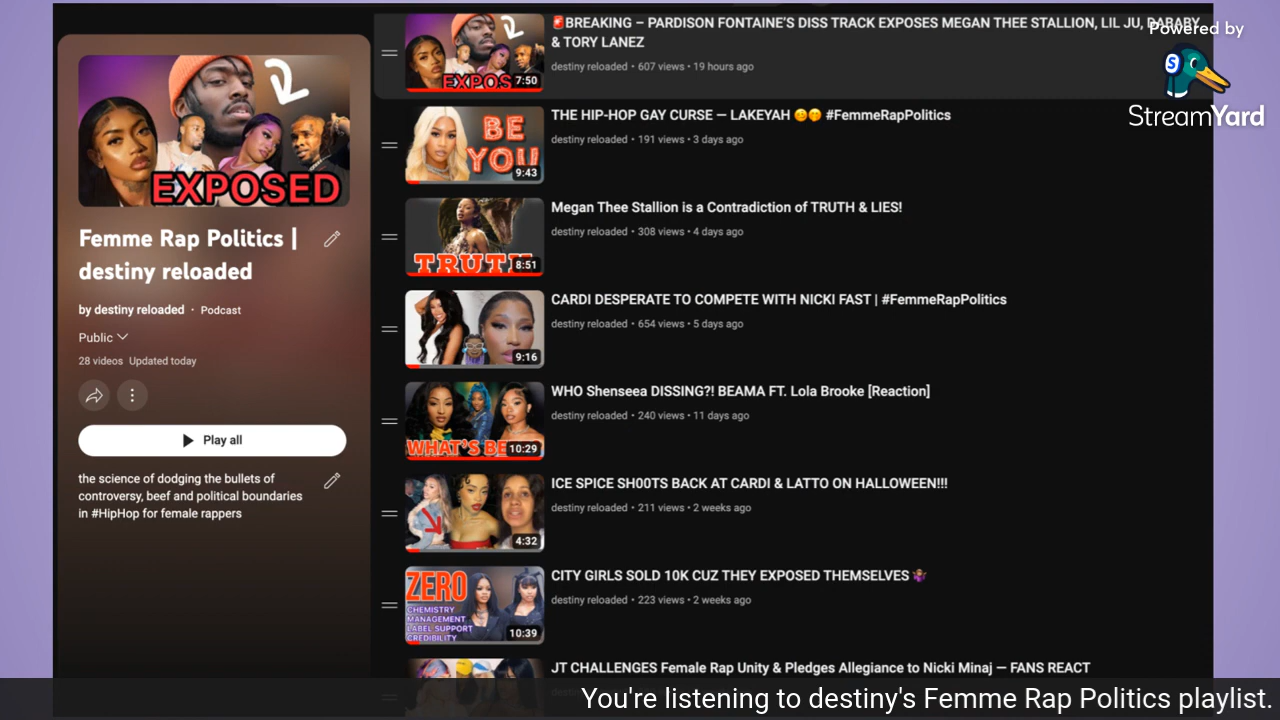 EXPOSED
Femme Rap Politics |
destiny reloaded
by destiny reloaded · Podcast
Public
28 videos Updated today
Play all
the science of dodging the bullets of
controversy, beef and political boundaries
in #HipHop for female rappers
EXPOS
7:50
🚨BREAKING – PARDISON FONTAINE'S DISS TRACK EXPOSES MEGAN THEE STALLION, LIL JU, DABABY
& TORY LANEZ
destiny reloaded • 607 views • 19 hours ago
BE
YOU
9:43
THE HIP-HOP GAY CURSE — LAKEYAH 🥴🤭 #FemmeRapPolitics
destiny reloaded • 191 views • 3 days ago
TRUTH
8:51
Megan Thee Stallion is a Contradiction of TRUTH & LIES!
destiny reloaded • 308 views • 4 days ago
9:16
CARDI DESPERATE TO COMPETE WITH NICKI FAST | #FemmeRapPolitics
destiny reloaded • 654 views • 5 days ago
WHAT'S BE
10:29
WHO Shenseea DISSING?! BEAMA FT. Lola Brooke [Reaction]
destiny reloaded • 240 views • 11 days ago
4:32
ICE SPICE SH00TS BACK AT CARDI & LATTO ON HALLOWEEN!!!
destiny reloaded • 211 views • 2 weeks ago
ZERO
CHEMISTRY
MANAGEMENT
LABEL SUPPORT
CREDIBILITY
10:39
CITY GIRLS SOLD 10K CUZ THEY EXPOSED THEMSELVES 🤷🏾‍♀️
destiny reloaded • 223 views • 2 weeks ago
JT CHALLENGES Female Rap Unity & Pledges Allegiance to Nicki Minaj — FANS REACT
Powered by
S
StreamYard
You're listening to destiny's Femme Rap Politics playlist.